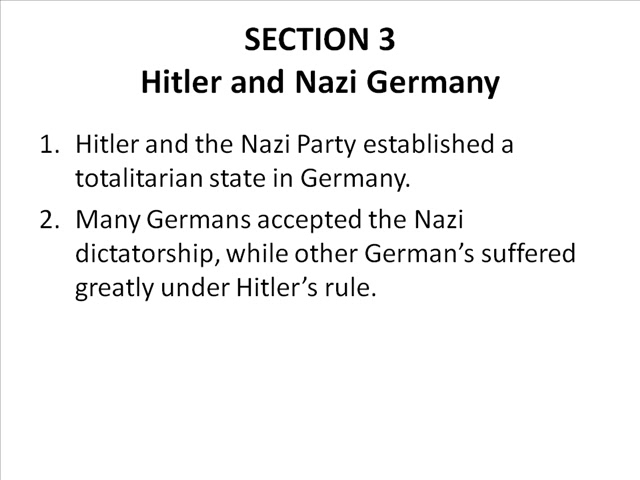 SECTION 3
Hitler and Nazi Germany
1. Hitler and the Nazi Party established a
totalitarian state in Germany.
2. Many Germans accepted the Nazi
dictatorship, while other German’s suffered
greatly under Hitler’s rule.